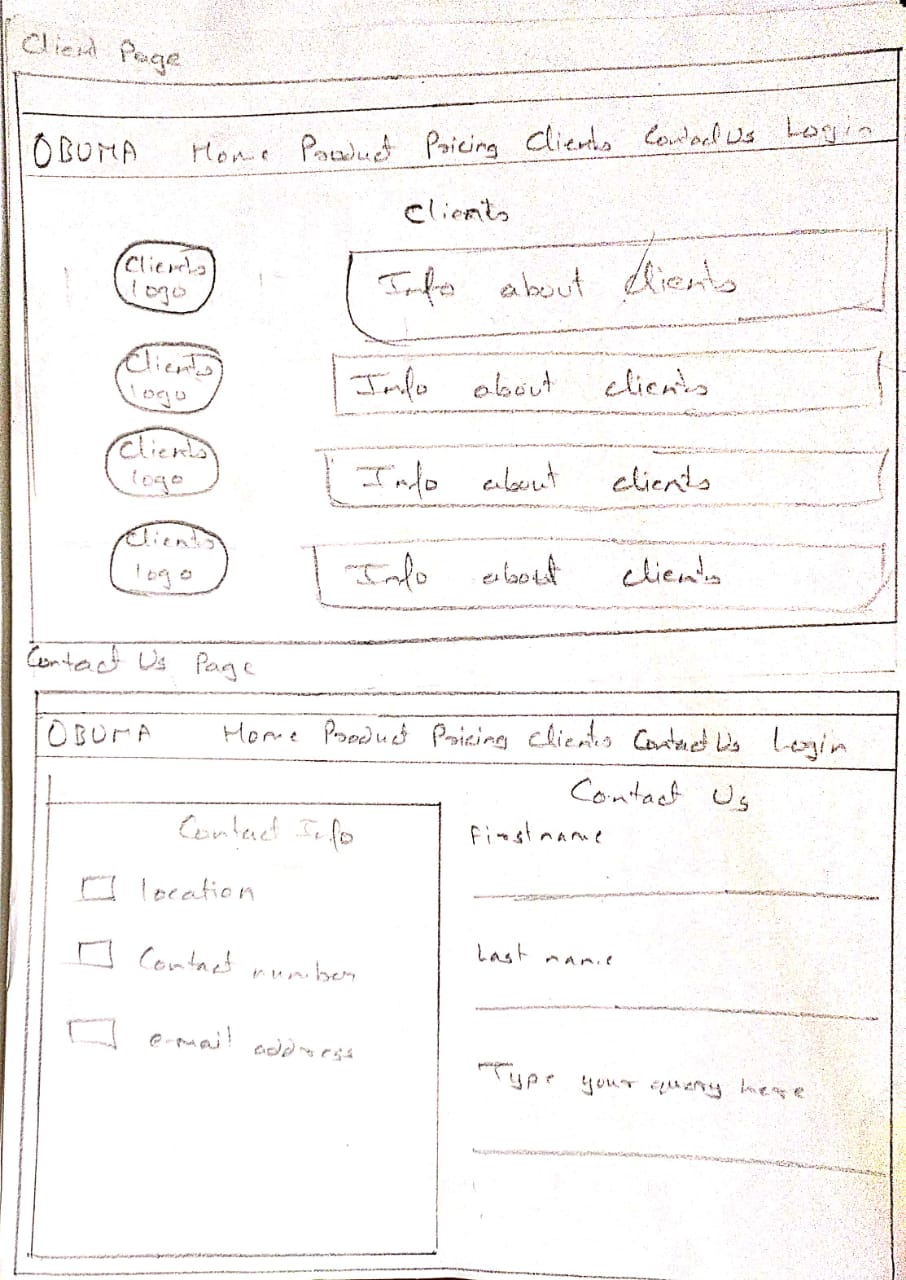 Client Page
OBUMA Home Product Pricing Clients Contact Us Login
Clients
Clients
logo
Info about clients
Clients
logo
Info about clients
Clients
logo
Info about clients
Clients
logo
Info about clients
Contact Us Page
OBUMA Home Product Pricing Clients Contact Us Login
Contact Us
Contact Info
location
Contact number
e-mail address
First name
Last name
Type your query here